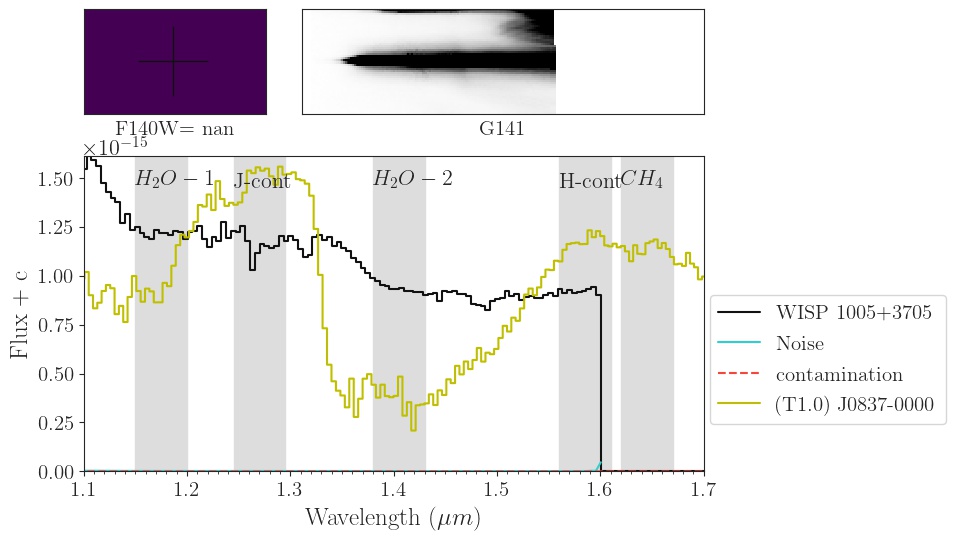 F140W= nan
G141
×10⁻¹⁵
H₂O − 1
J-cont
H₂O − 2
H-cont
CH₄
1.50
1.25
1.00
0.75
0.50
0.25
0.00
Flux + c
1.1
1.2
1.3
1.4
1.5
1.6
1.7
Wavelength (μm)
WISP 1005+3705
Noise
contamination
(T1.0) J0837-0000